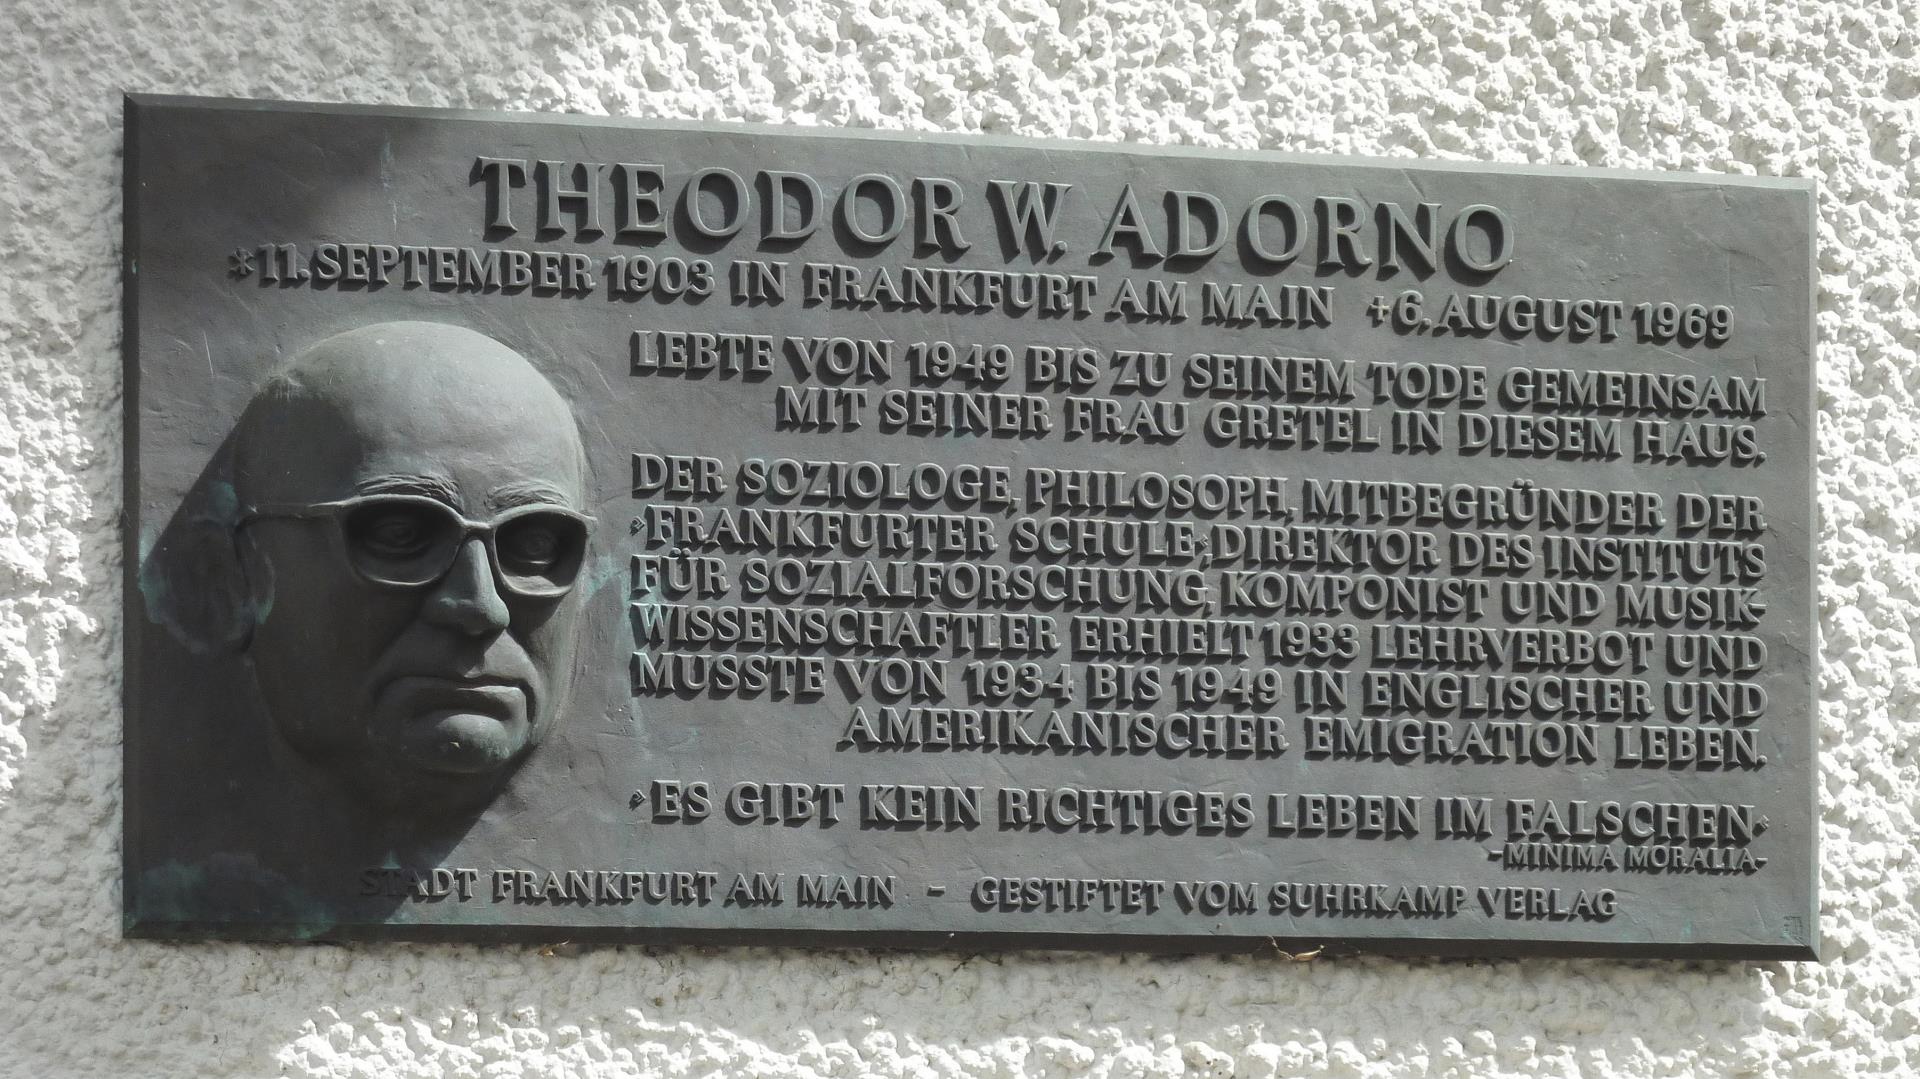 THEODOR W. ADORNO
*11. SEPTEMBER 1903 IN FRANKFURT AM MAIN +6. AUGUST 1969
LEBTE VON 1949 BIS ZU SEINEM TODE GEMEINSAM
MIT SEINER FRAU GRETEL IN DIESEM HAUS.
DER SOZIOLOGE, PHILOSOPH, MITBEGRÜNDER DER
"FRANKFURTER SCHULE", DIREKTOR DES INSTITUTS
FÜR SOZIALFORSCHUNG, KOMPONIST UND MUSIK-
WISSENSCHAFTLER ERHIELT 1933 LEHRVERBOT UND
MUSSTE VON 1934 BIS 1949 IN ENGLISCHER UND
AMERIKANISCHER EMIGRATION LEBEN.
"ES GIBT KEIN RICHTIGES LEBEN IM FALSCHEN"
-MINIMA MORALIA-
STADT FRANKFURT AM MAIN - GESTIFTET VOM SUHRKAMP VERLAG